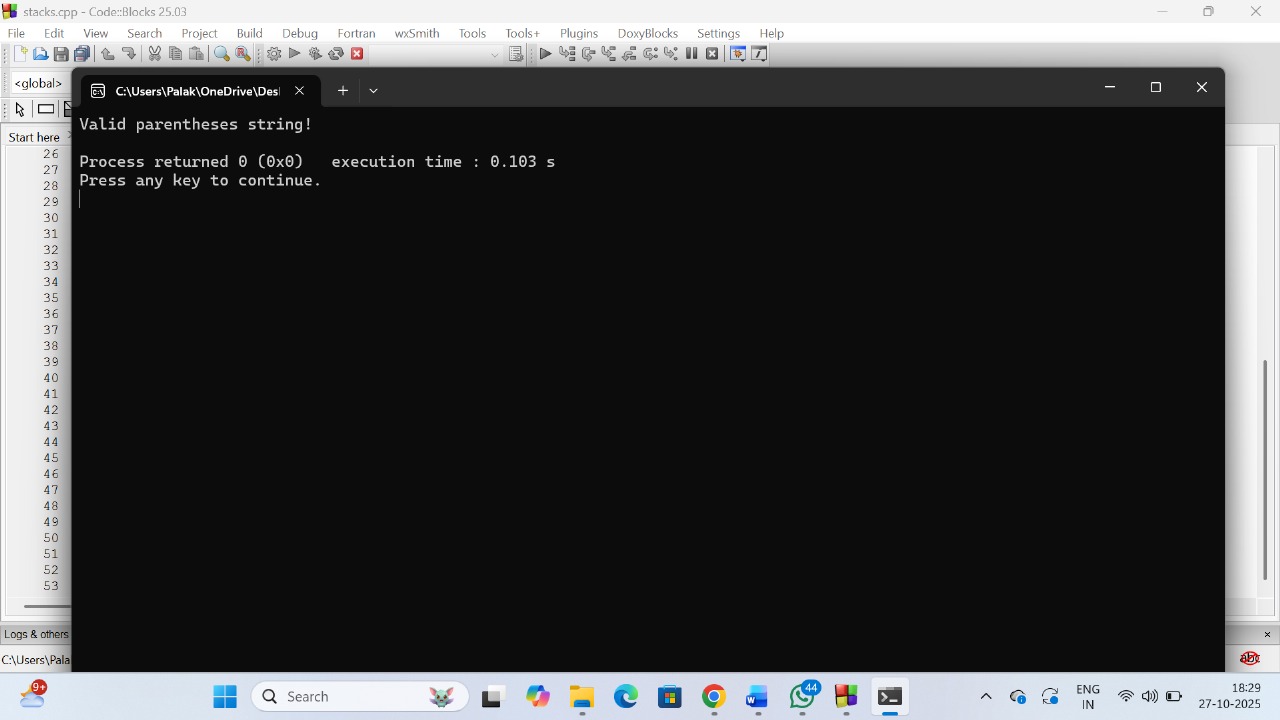 stacks.cpp - Code::Blocks 25.03
File Edit View Search Project Build Debug Fortran wxSmith Tools Tools+ Plugins DoxyBlocks Settings Help
<global>
C:\Users\Palak\OneDrive\Des
Start here
Valid parentheses string!
Process returned 0 (0x0)   execution time : 0.103 s
Press any key to continue.
26
27
28
29
30
31
32
33
34
35
36
37
38
39
40
41
42
43
44
45
46
47
48
49
50
51
52
53
Logs & others
C:\Users\Pala
abc
9+
Search
44
ENG
IN
18:29
27-10-2025